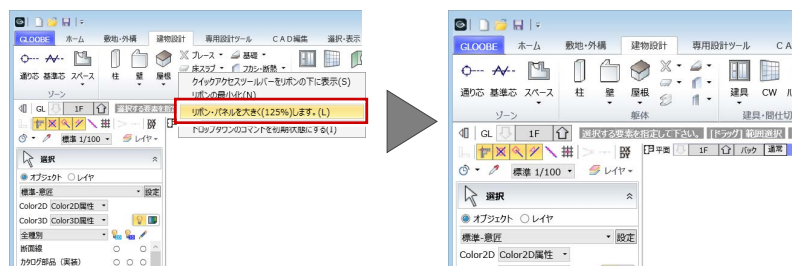 GLOOBE ホーム 敷地・外構 建物設計 専用設計ツール CAD編集 選択・表示
ブレース 基礎
床スラブ フカシ・断熱
通り芯 基準芯 スペース 柱 壁 屋根
ゾーン
クイックアクセスツールバーをリボンの下に表示(S)
リボンの最小化(N)
リボン・パネルを大きく(125%)します。(L)
ドロップダウンのコマンドを初期状態にする(I)
GL 1F
標準 1/100 レイヤ
選択
オブジェクト レイヤ
標準-意匠 設定
Color2D Color2D属性
Color3D Color3D属性
全種別
断面線
カタログ部品(実装)
GLOOBE ホーム 敷地・外構 建物設計 専用設計ツール CA
通り芯 基準芯 スペース 柱 壁 屋根 建具 CW
ゾーン 躯体 建具・間仕切
GL 1F 選択する要素を指定して下さい。 [ドラッグ] 範囲選択
平面 1F バック 通常
標準 1/100 レイヤ
選択
オブジェクト レイヤ
標準-意匠 設定
Color2D Color2D属性